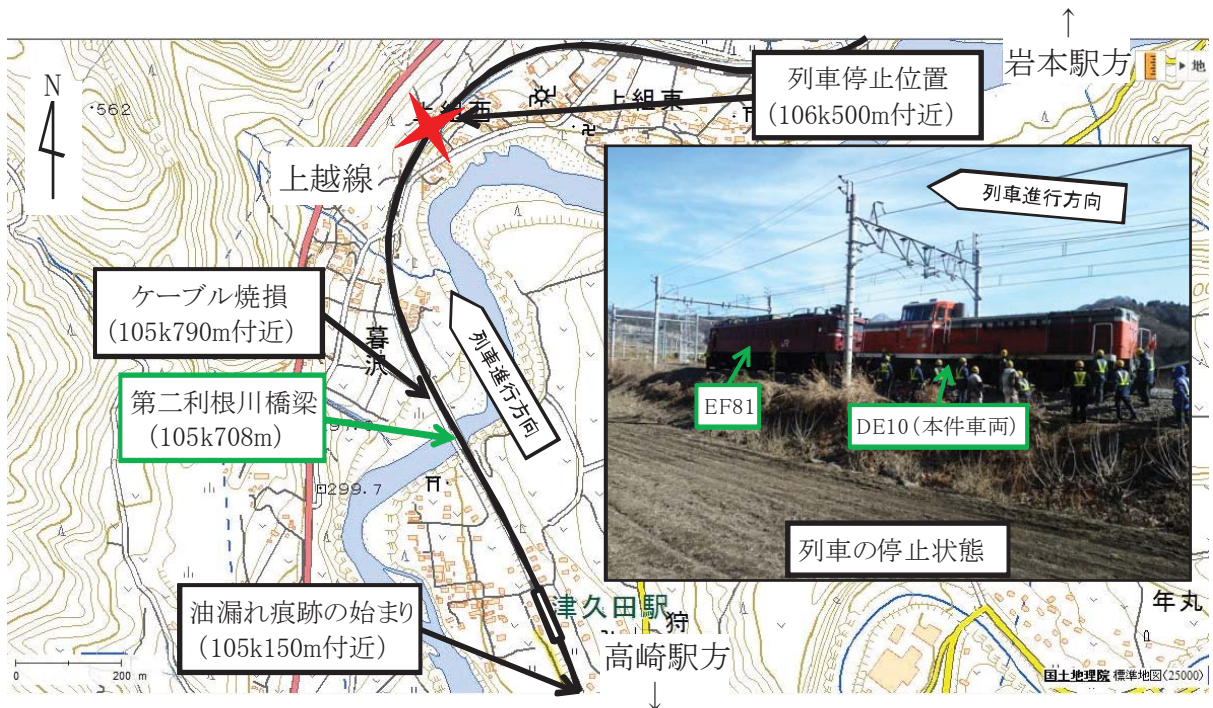 ↑
岩本駅方
地
N
列車停止位置
(106k500m付近)
・562
上組西
上組東
上越線
列車進行方向
ケーブル焼損
(105k790m付近)
暮沢
列車進行方向
第二利根川橋梁
(105k708m)
EF81
DE10(本件車両)
299.7
列車の停止状態
油漏れ痕跡の始まり
(105k150m付近)
津久田駅
狩
年丸
高崎駅方
↓
0 200 m
国土地理院 標準地図(25000)